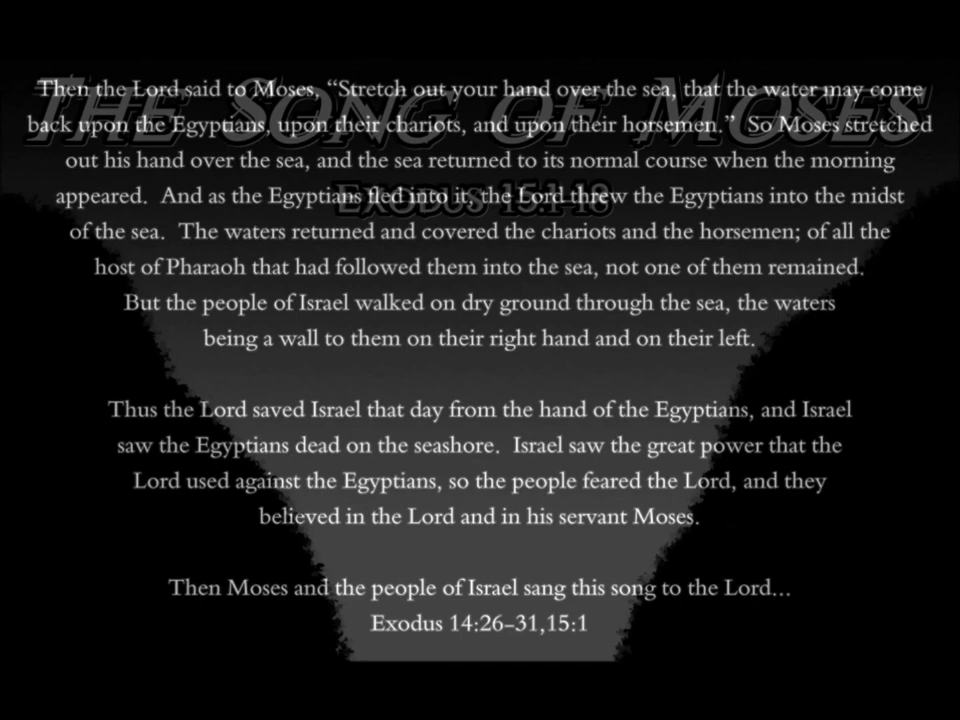 THE SONG OF MOSES
EXODUS 15:1-18
Then the Lord said to Moses, “Stretch out your hand over the sea, that the water may come
back upon the Egyptians, upon their chariots, and upon their horsemen.”  So Moses stretched
out his hand over the sea, and the sea returned to its normal course when the morning
appeared.  And as the Egyptians fled into it, the Lord threw the Egyptians into the midst
of the sea.  The waters returned and covered the chariots and the horsemen; of all the
host of Pharaoh that had followed them into the sea, not one of them remained.
But the people of Israel walked on dry ground through the sea, the waters
being a wall to them on their right hand and on their left.
Thus the Lord saved Israel that day from the hand of the Egyptians, and Israel
saw the Egyptians dead on the seashore.  Israel saw the great power that the
Lord used against the Egyptians, so the people feared the Lord, and they
believed in the Lord and in his servant Moses.
Then Moses and the people of Israel sang this song to the Lord...
Exodus 14:26-31,15:1